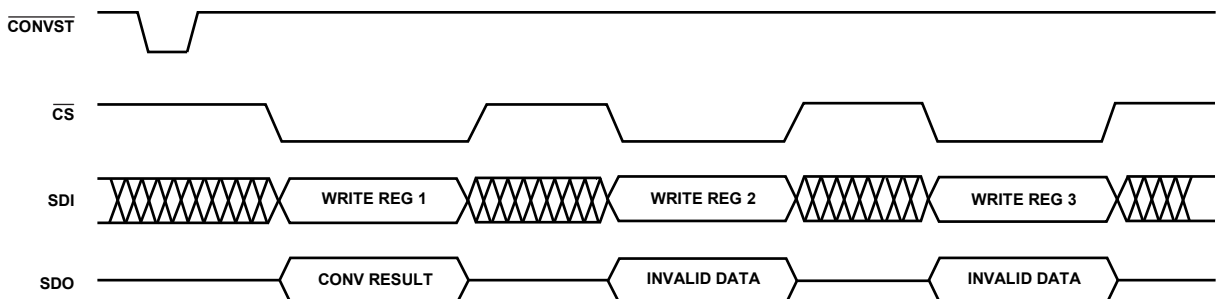 CONVST
CS
SDI WRITE REG 1 WRITE REG 2 WRITE REG 3
SDO CONV RESULT INVALID DATA INVALID DATA